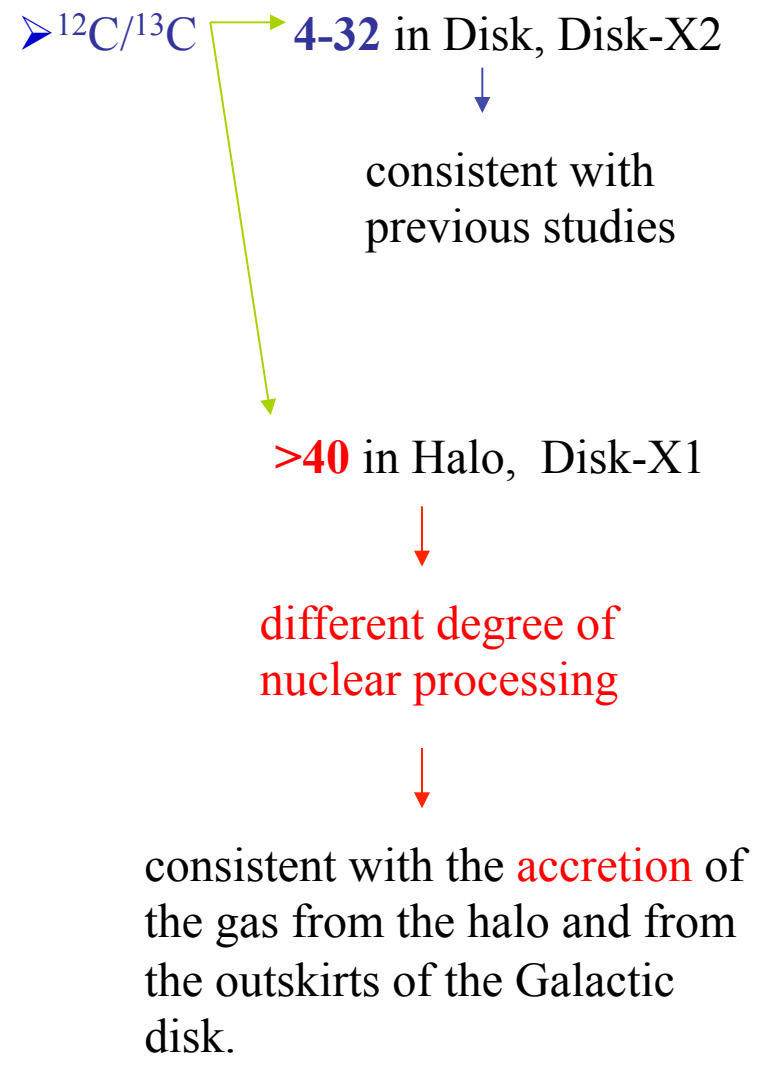 ➢ ¹²C/¹³C 4-32 in Disk, Disk-X2
consistent with
previous studies
>40 in Halo, Disk-X1
different degree of
nuclear processing
consistent with the accretion of
the gas from the halo and from
the outskirts of the Galactic
disk.